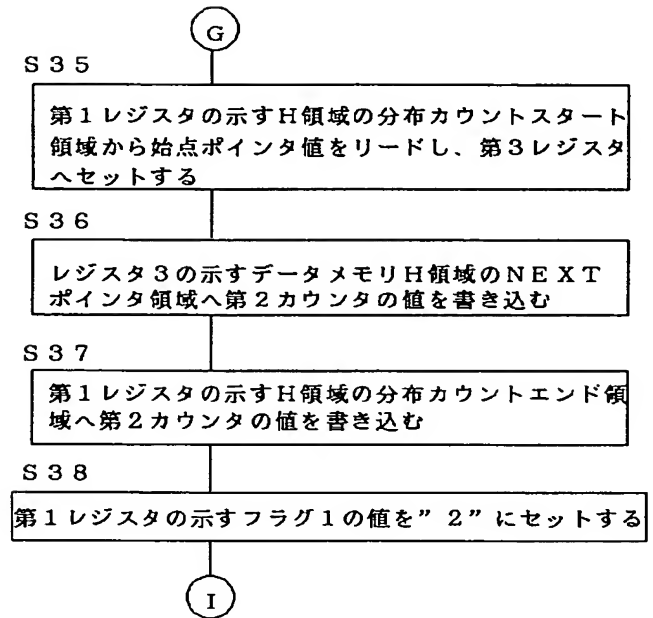 G
S35
第1レジスタの示すH領域の分布カウントスタート
領域から始点ポインタ値をリードし、第3レジスタ
へセットする
S36
レジスタ3の示すデータメモリH領域のNEXT
ポインタ領域へ第2カウンタの値を書き込む
S37
第1レジスタの示すH領域の分布カウントエンド領
域へ第2カウンタの値を書き込む
S38
第1レジスタの示すフラグ1の値を”2”にセットする
I